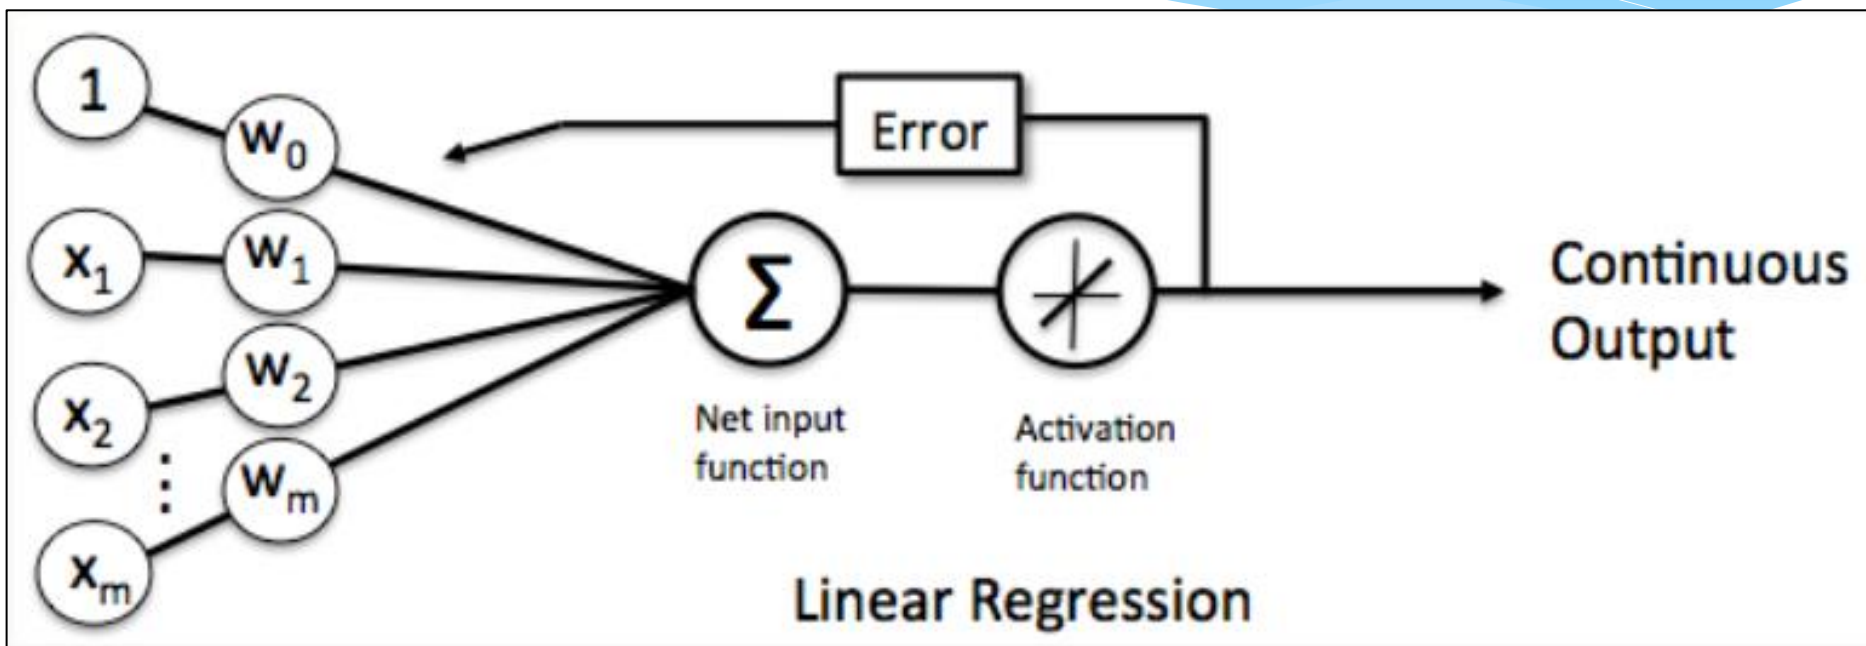 1
w0
Error
x1
w1
Σ
Continuous
Output
x2
w2
Net input
function
Activation
function
⋮
wm
xm
Linear Regression